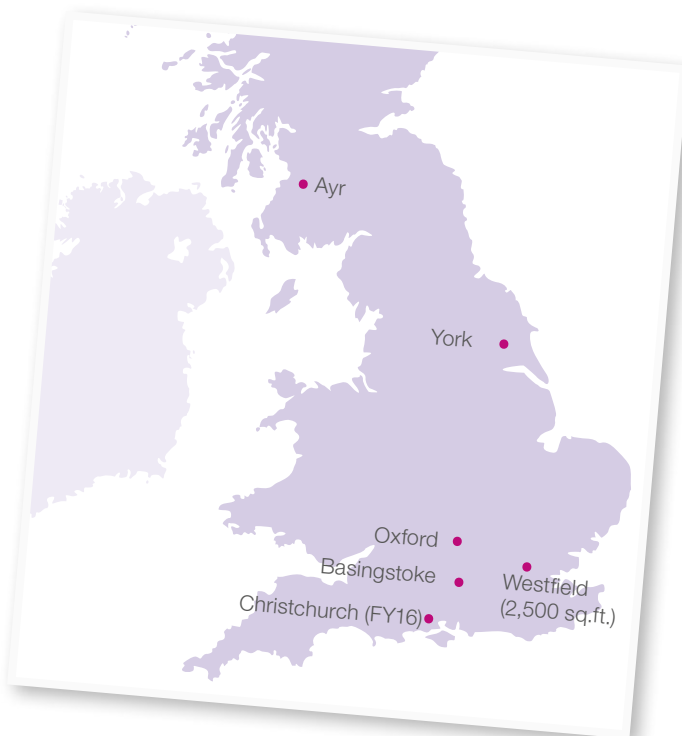 Ayr
York
Oxford
Basingstoke
Westfield
(2,500 sq.ft.)
Christchurch (FY16)